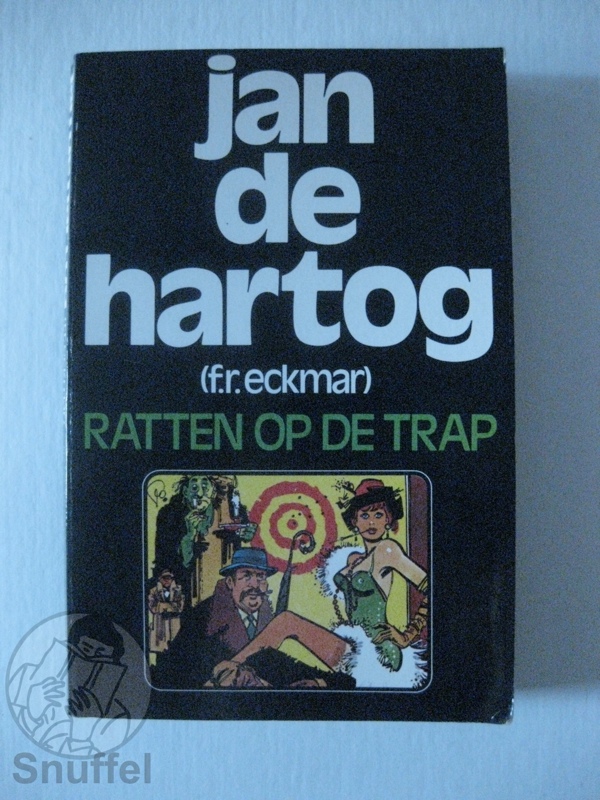 jan
de
hartog
(f.r. eckmar)
RATTEN OP DE TRAP
Snuffel